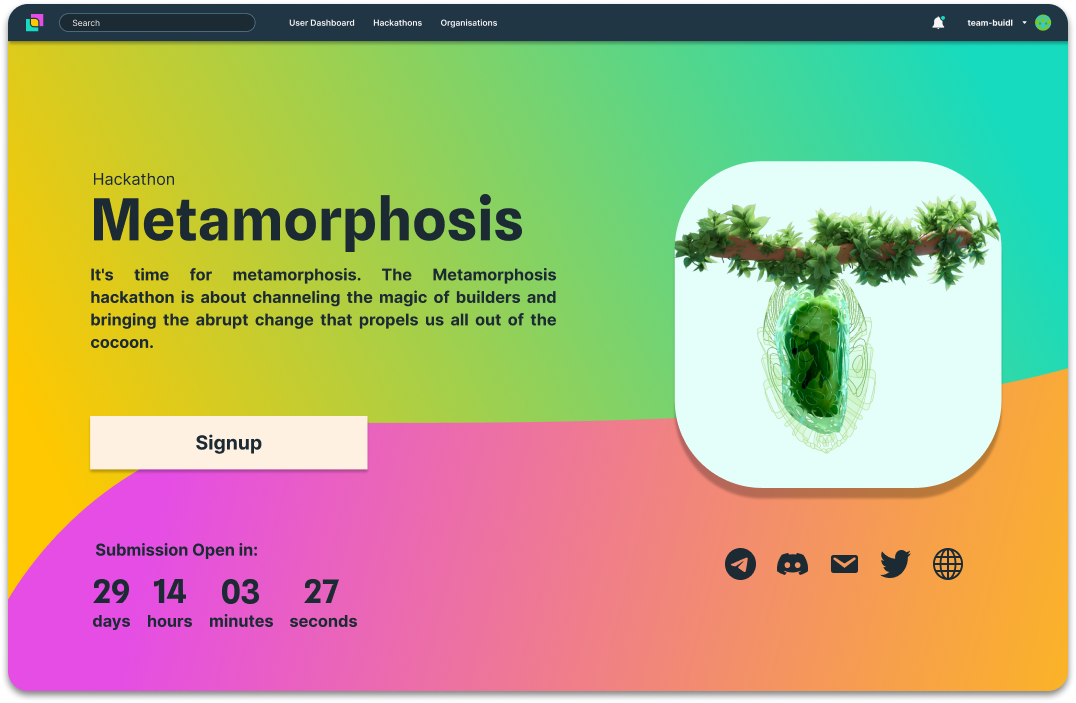 Search
User Dashboard
Hackathons
Organisations
team-buidl
Hackathon
Metamorphosis
It's time for metamorphosis. The Metamorphosis
hackathon is about channeling the magic of builders and
bringing the abrupt change that propels us all out of the
cocoon.
Signup
Submission Open in:
29 14 03 27
days hours minutes seconds